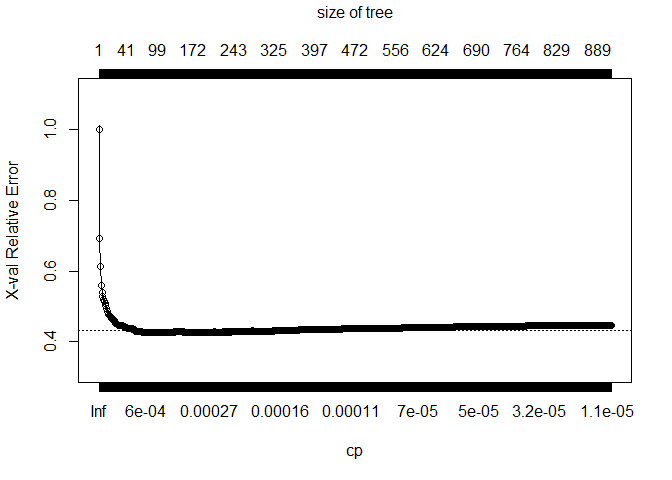 size of tree
1 41 99 172 243 325 397 472 556 624 690 764 829 889
X-val Relative Error
1.0
0.8
0.6
0.4
Inf 6e-04 0.00027 0.00016 0.00011 7e-05 5e-05 3.2e-05 1.1e-05
cp